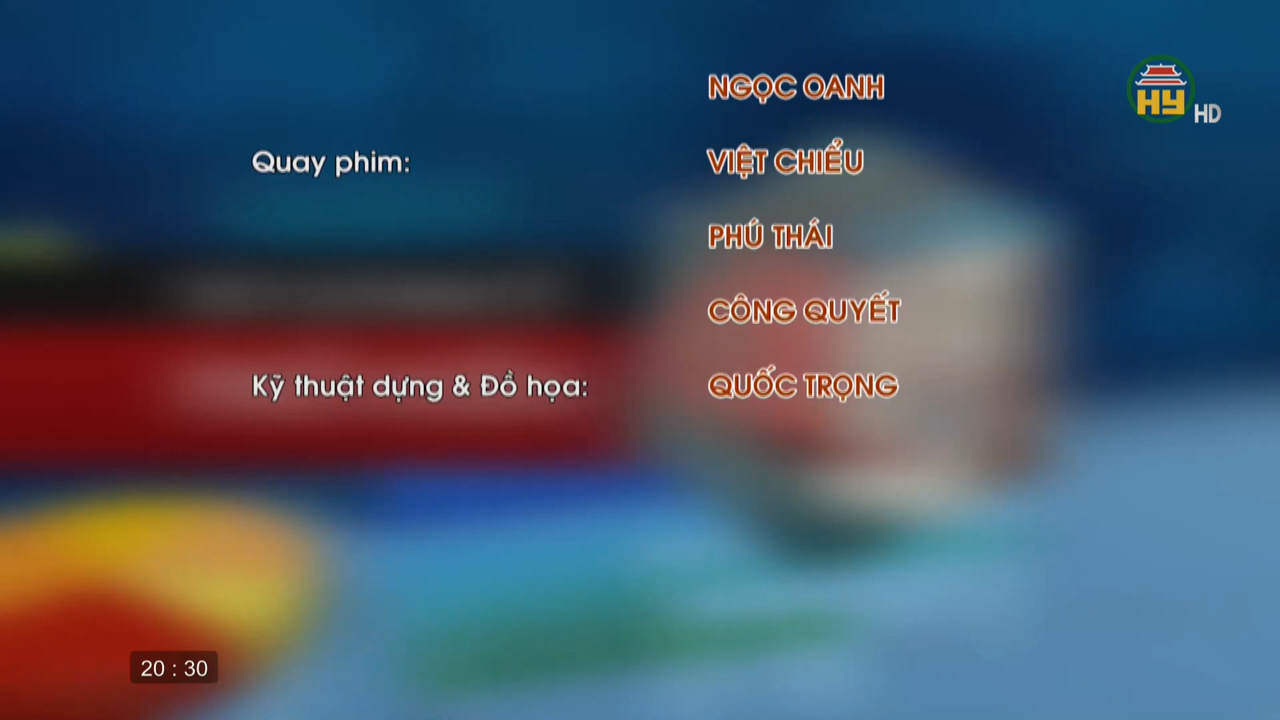 NGỌC OANH
HY HD
Quay phim: VIỆT CHIỂU
PHÚ THÁI
CÔNG QUYẾT
Kỹ thuật dựng & Đồ họa: QUỐC TRỌNG
20 : 30